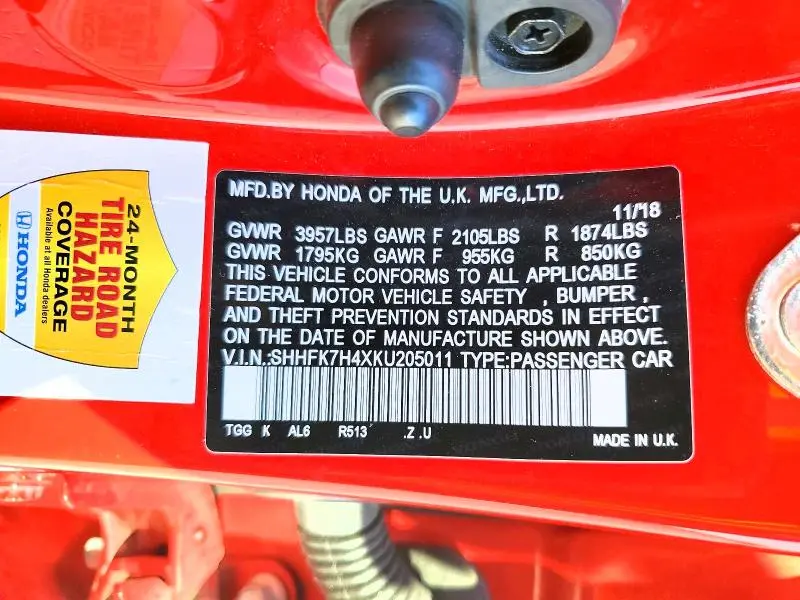 MFD.BY HONDA OF THE U.K. MFG.,LTD.
11/18
GVWR 3957LBS GAWR F 2105LBS R 1874LBS
GVWR 1795KG GAWR F 955KG R 850KG
THIS VEHICLE CONFORMS TO ALL APPLICABLE
FEDERAL MOTOR VEHICLE SAFETY , BUMPER ,
AND THEFT PREVENTION STANDARDS IN EFFECT
ON THE DATE OF MANUFACTURE SHOWN ABOVE.
V.I.N.:SHHFK7H4XKU205011 TYPE:PASSENGER CAR
TGG K AL6 R513 .Z .U
MADE IN U.K.
24-MONTH
TIRE ROAD
HAZARD
COVERAGE
Available at all Honda dealers
HONDA